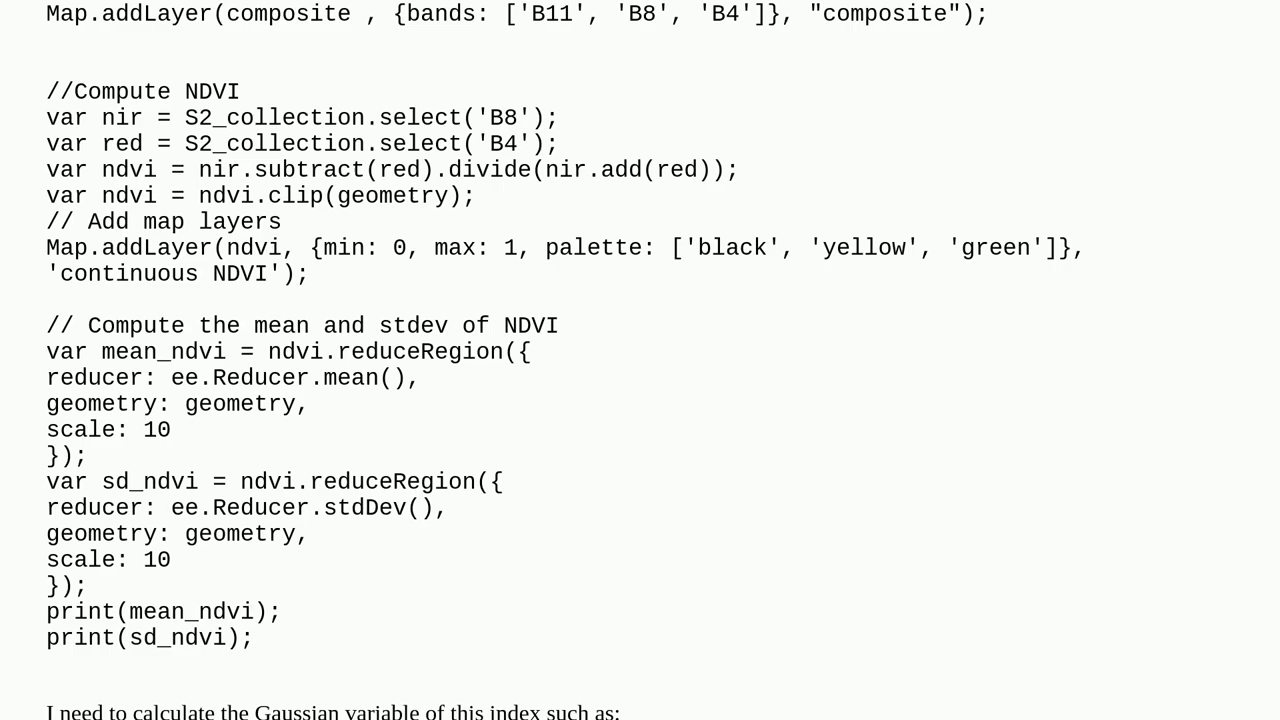 Map.addLayer(composite , {bands: ['B11', 'B8', 'B4']}, "composite");
//Compute NDVI
var nir = S2_collection.select('B8');
var red = S2_collection.select('B4');
var ndvi = nir.subtract(red).divide(nir.add(red));
var ndvi = ndvi.clip(geometry);
// Add map layers
Map.addLayer(ndvi, {min: 0, max: 1, palette: ['black', 'yellow', 'green']},
'continuous NDVI');
// Compute the mean and stdev of NDVI
var mean_ndvi = ndvi.reduceRegion({
reducer: ee.Reducer.mean(),
geometry: geometry,
scale: 10
});
var sd_ndvi = ndvi.reduceRegion({
reducer: ee.Reducer.stdDev(),
geometry: geometry,
scale: 10
});
print(mean_ndvi);
print(sd_ndvi);
I need to calculate the Gaussian variable of this index such as: